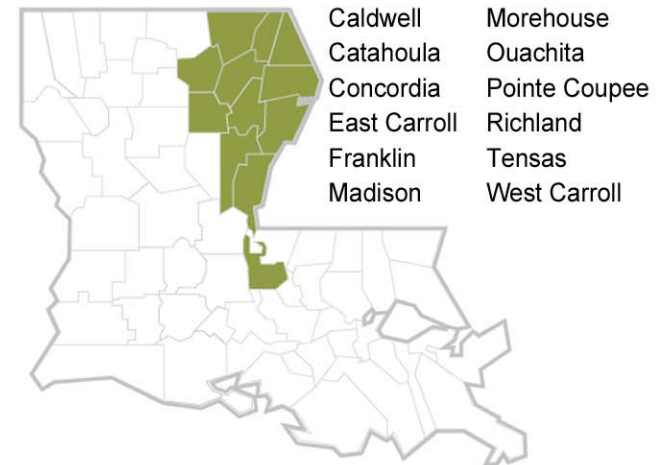 Caldwell
Catahoula
Concordia
East Carroll
Franklin
Madison
Morehouse
Ouachita
Pointe Coupee
Richland
Tensas
West Carroll